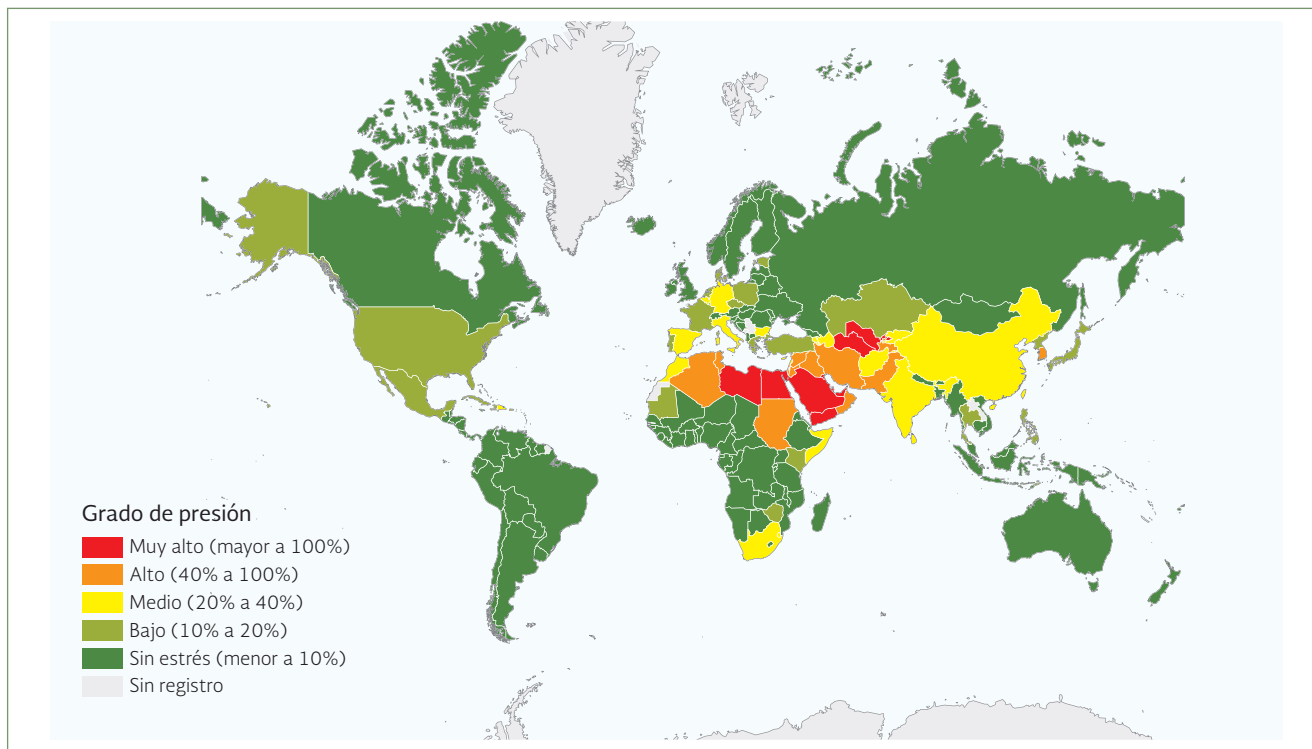 Grado de presión
Muy alto (mayor a 100%)
Alto (40% a 100%)
Medio (20% a 40%)
Bajo (10% a 20%)
Sin estrés (menor a 10%)
Sin registro